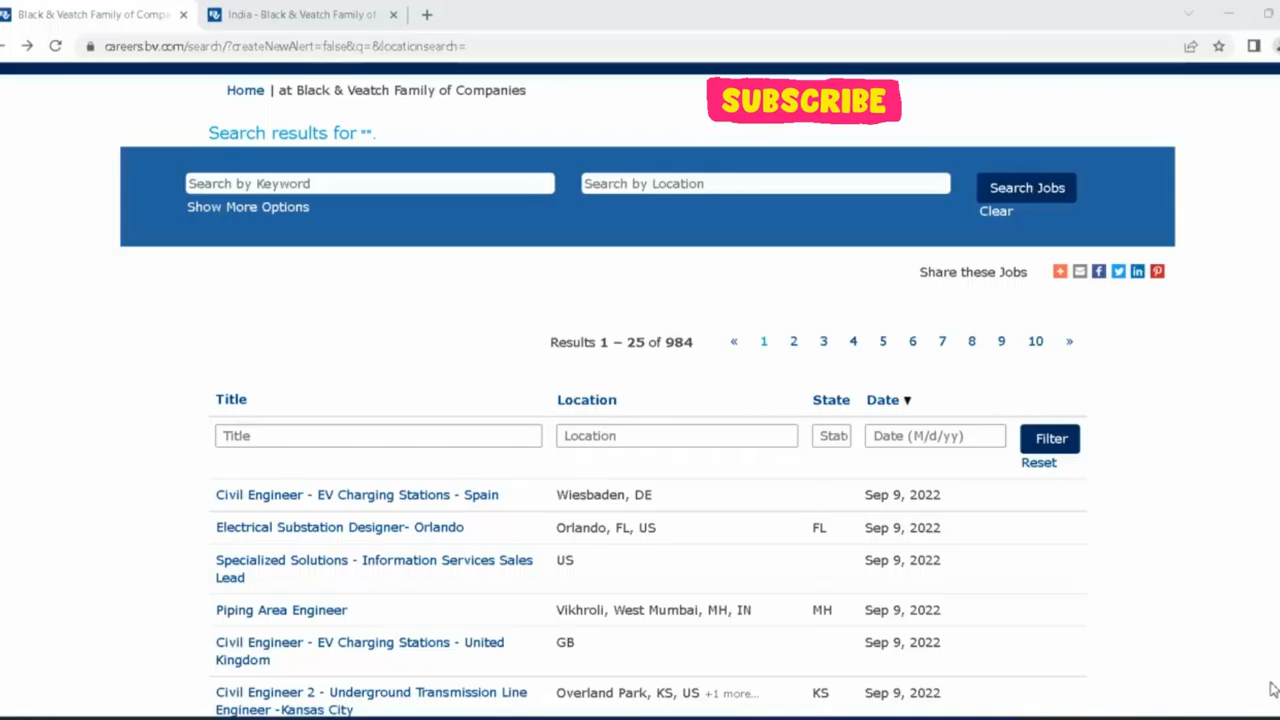 Black & Veatch Family of Compa
India - Black & Veatch Family of
careers.bv.com/search/?createNewAlert=false&q=&locationsearch=
Home | at Black & Veatch Family of Companies
SUBSCRIBE
Search results for "".
Search by Keyword
Search by Location
Search Jobs
Show More Options
Clear
Share these Jobs
Results 1 – 25 of 984 « 1 2 3 4 5 6 7 8 9 10 »
Title Location State Date ▼
Title Location Stat Date (M/d/yy) Filter
Reset
Civil Engineer - EV Charging Stations - Spain Wiesbaden, DE Sep 9, 2022
Electrical Substation Designer- Orlando Orlando, FL, US FL Sep 9, 2022
Specialized Solutions - Information Services Sales US Sep 9, 2022
Lead
Piping Area Engineer Vikhroli, West Mumbai, MH, IN MH Sep 9, 2022
Civil Engineer - EV Charging Stations - United GB Sep 9, 2022
Kingdom
Civil Engineer 2 - Underground Transmission Line Overland Park, KS, US +1 more... KS Sep 9, 2022
Engineer -Kansas City